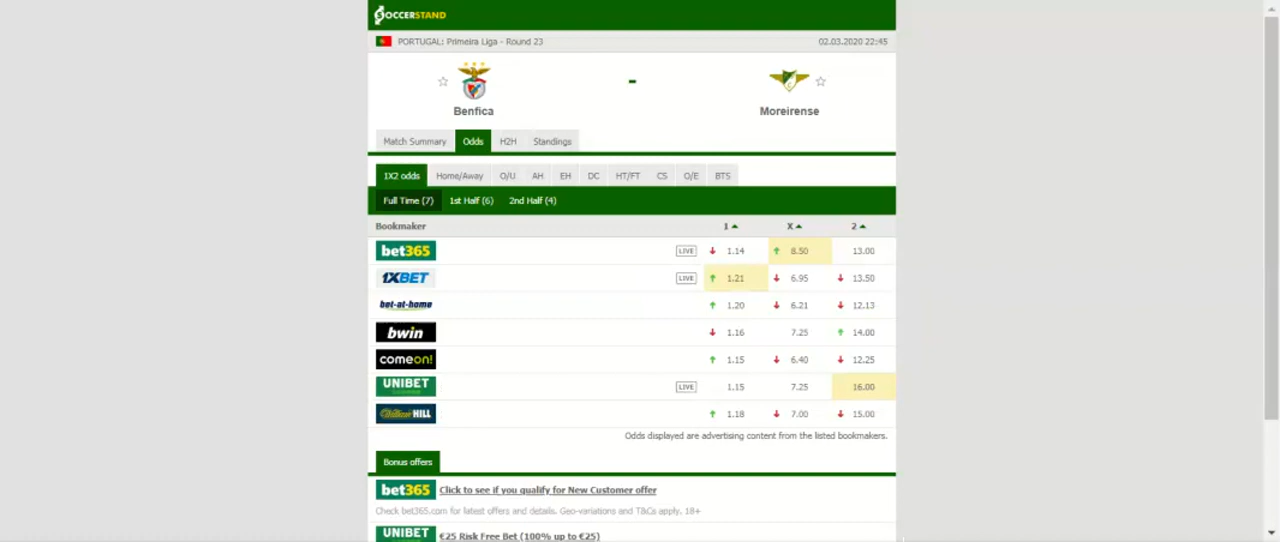 SOCCERSTAND
PORTUGAL: Primeira Liga - Round 23 02.03.2020 22:45
-
Benfica Moreirense
Match Summary Odds H2H Standings
1X2 odds Home/Away O/U AH EH DC HT/FT CS O/E BTS
Full Time (7) 1st Half (6) 2nd Half (4)
Bookmaker 1 X 2
bet365 LIVE 1.14 8.50 13.00
1XBET LIVE 1.21 6.95 13.50
bet-at-home 1.20 6.21 12.13
bwin 1.16 7.25 14.00
comeon! 1.15 6.40 12.25
UNIBET LIVE 1.15 7.25 16.00
William HILL 1.18 7.00 15.00
Odds displayed are advertising content from the listed bookmakers.
Bonus offers
bet365 Click to see if you qualify for New Customer offer
Check bet365.com for latest offers and details. Geo-variations and T&Cs apply. 18+
UNIBET €25 Risk Free Bet (100% up to €25)